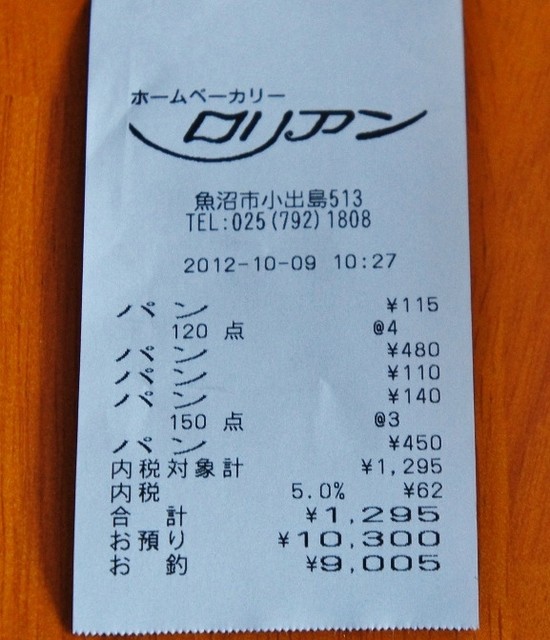 ホームベーカリー
ロリアン
魚沼市小出島513
TEL:025(792)1808
2012-10-09 10:27
パン ¥115
120 点 @4
パン ¥480
パン ¥110
パン ¥140
150 点 @3
パン ¥450
内税対象計 ¥1,295
内税 5.0% ¥62
合計 ¥1,295
お預り ¥10,300
お釣 ¥9,005